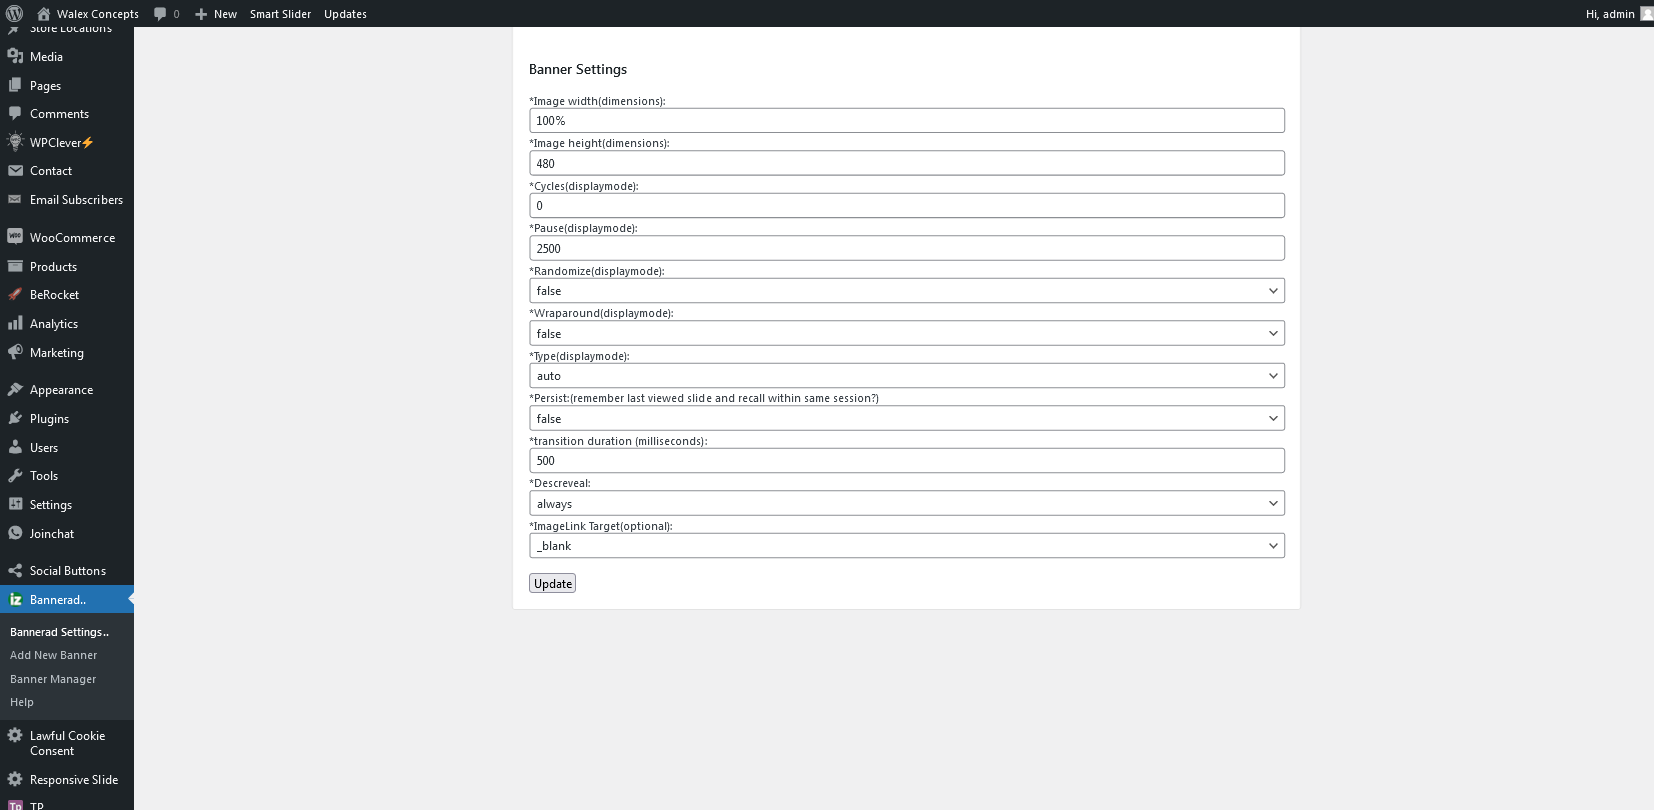 Walex Concepts 0 New Smart Slider Updates Hi, admin
Store Locations
Media
Pages
Comments
WPClever⚡
Contact
Email Subscribers
WooCommerce
Products
BeRocket
Analytics
Marketing
Appearance
Plugins
Users
Tools
Settings
Joinchat
Social Buttons
Bannerad..
Bannerad Settings..
Add New Banner
Banner Manager
Help
Lawful Cookie
Consent
Responsive Slide
Tp TP
Banner Settings
*Image width(dimensions):
100%
*Image height(dimensions):
480
*Cycles(displaymode):
0
*Pause(displaymode):
2500
*Randomize(displaymode):
false
*Wraparound(displaymode):
false
*Type(displaymode):
auto
*Persist:(remember last viewed slide and recall within same session?)
false
*transition duration (milliseconds):
500
*Descreveal:
always
*ImageLink Target(optional):
_blank
Update